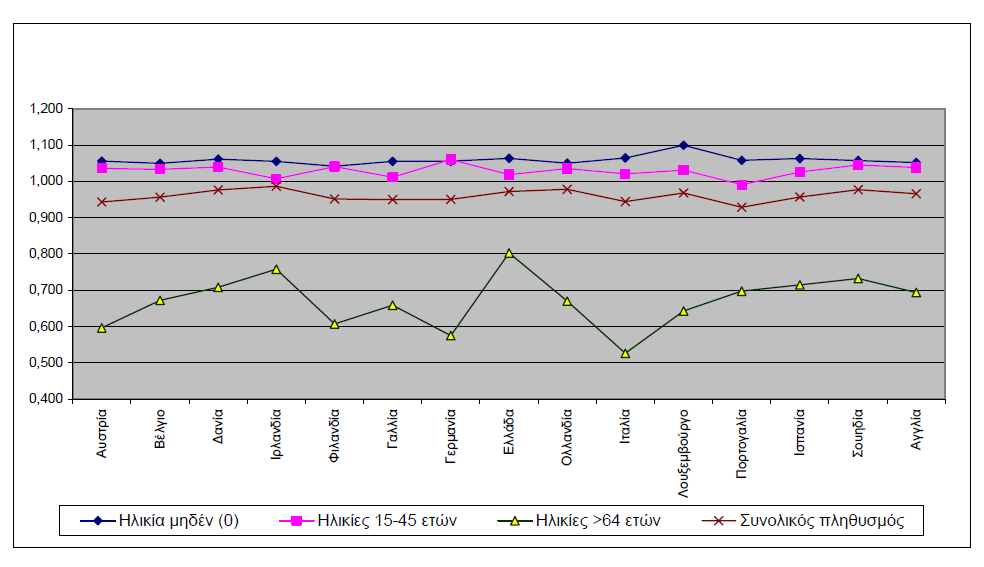 1,200
1,100
1,000
0,900
0,800
0,700
0,600
0,500
0,400
Αυστρία
Βέλγιο
Δανία
Ιρλανδία
Φιλανδία
Γαλλία
Γερμανία
Ελλάδα
Ολλανδία
Ιταλία
Λουξεμβούργο
Πορτογαλία
Ισπανία
Σουηδία
Αγγλία
Ηλικία μηδέν (0) Ηλικίες 15-45 ετών Ηλικίες >64 ετών Συνολικός πληθυσμός